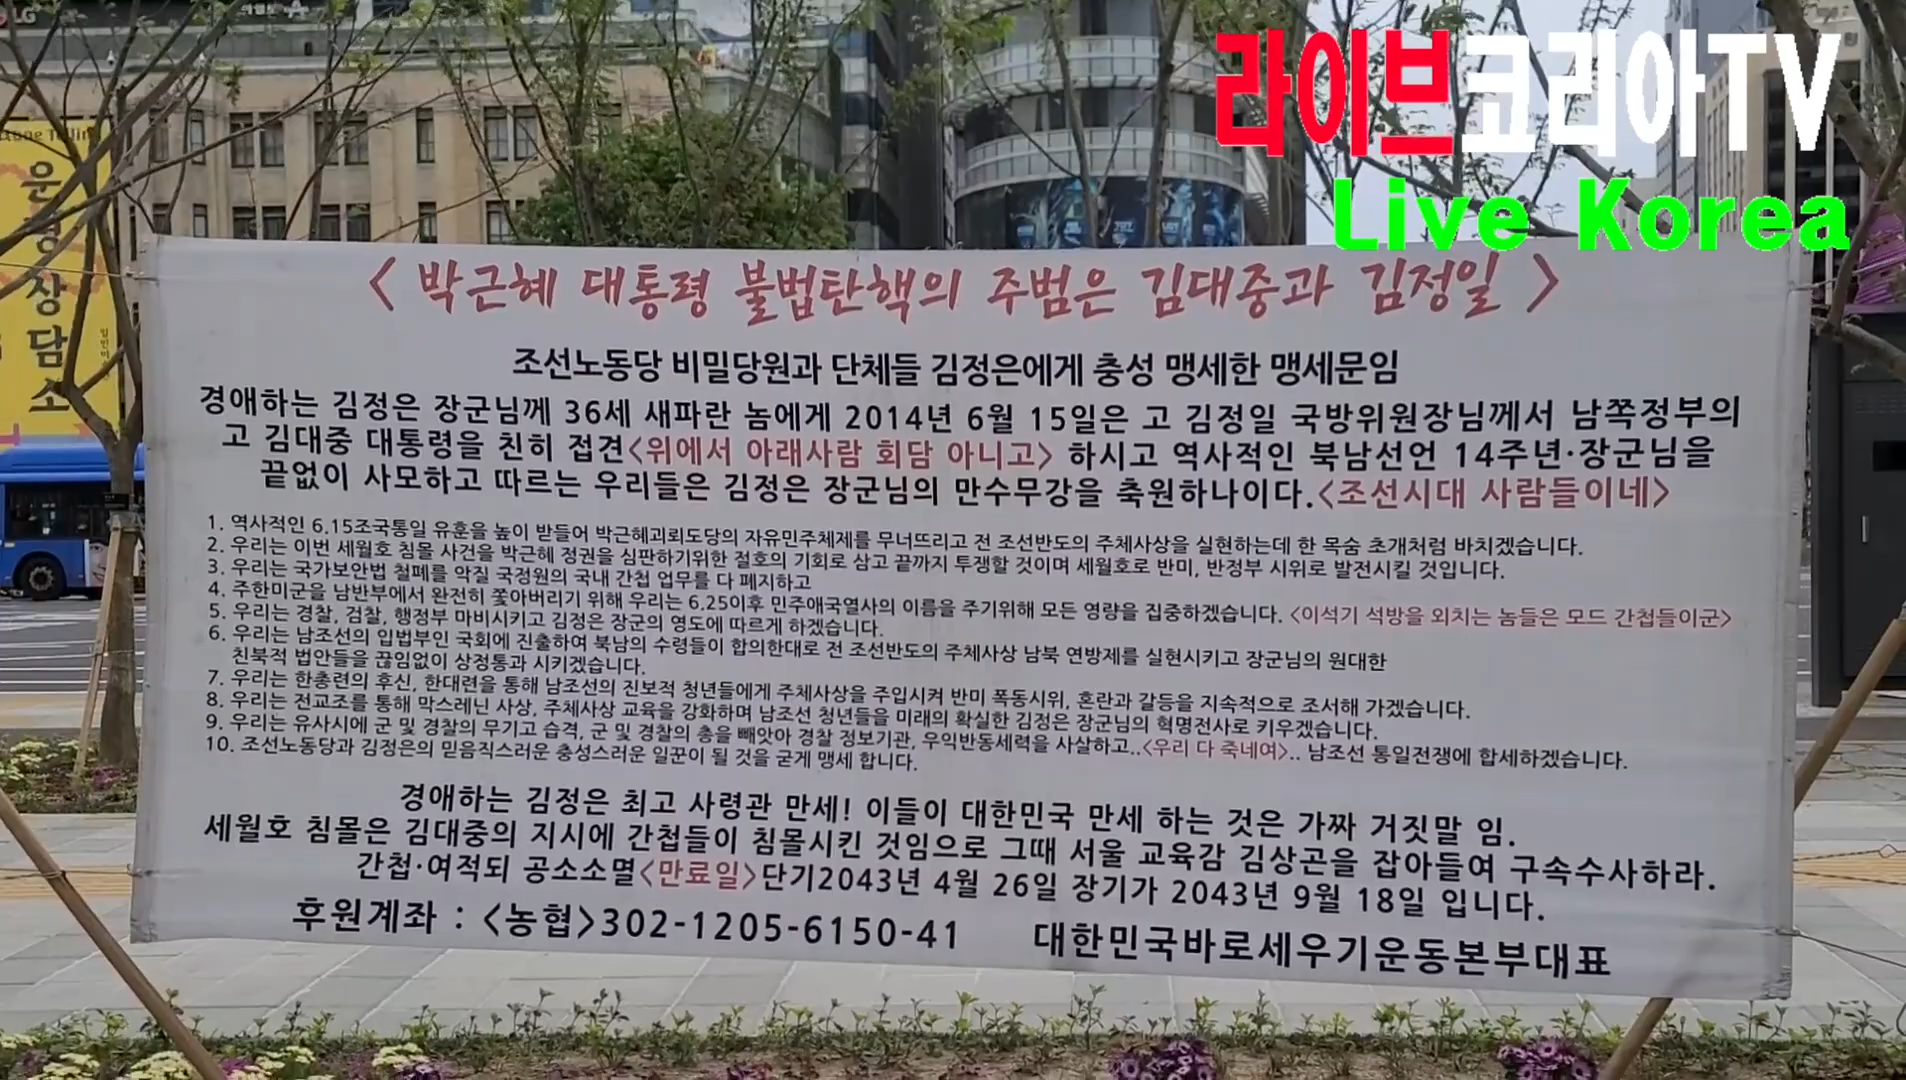 LG
라이브코리아TV
Live Korea
운정상담소
< 박근혜 대통령 불법탄핵의 주범은 김대중과 김정일 >
조선노동당 비밀당원과 단체들 김정은에게 충성 맹세한 맹세문임
경애하는 김정은 장군님께 36세 새파란 놈에게 2014년 6월 15일은 고 김정일 국방위원장님께서 남쪽정부의
고 김대중 대통령을 친히 접견<위에서 아래사람 회담 아니고> 하시고 역사적인 북남선언 14주년·장군님을
끝없이 사모하고 따르는 우리들은 김정은 장군님의 만수무강을 축원하나이다.<조선시대 사람들이네>
1. 역사적인 6.15조국통일 유훈을 높이 받들어 박근혜괴뢰도당의 자유민주체제를 무너뜨리고 전 조선반도의 주체사상을 실현하는데 한 목숨 초개처럼 바치겠습니다.
2. 우리는 이번 세월호 침몰 사건을 박근혜 정권을 심판하기위한 절호의 기회로 삼고 끝까지 투쟁할 것이며 세월호로 반미, 반정부 시위로 발전시킬 것입니다.
3. 우리는 국가보안법 철폐를 악질 국정원의 국내 간첩 업무를 다 폐지하고
4. 주한미군을 남반부에서 완전히 쫓아버리기 위해 우리는 6.25이후 민주애국열사의 이름을 주기위해 모든 영량을 집중하겠습니다. <이석기 석방을 외치는 놈들은 모드 간첩들이군>
5. 우리는 경찰, 검찰, 행정부 마비시키고 김정은 장군의 영도에 따르게 하겠습니다.
6. 우리는 남조선의 입법부인 국회에 진출하여 북남의 수령들이 합의한대로 전 조선반도의 주체사상 남북 연방제를 실현시키고 장군님의 원대한
친북적 법안들을 끊임없이 상정통과 시키겠습니다.
7. 우리는 한총련의 후신, 한대련을 통해 남조선의 진보적 청년들에게 주체사상을 주입시켜 반미 폭동시위, 혼란과 갈등을 지속적으로 조서해 가겠습니다.
8. 우리는 전교조를 통해 막스레닌 사상, 주체사상 교육을 강화하며 남조선 청년들을 미래의 확실한 김정은 장군님의 혁명전사로 키우겠습니다.
9. 우리는 유사시에 군 및 경찰의 무기고 습격, 군 및 경찰의 총을 빼앗아 경찰 정보기관, 우익반동세력을 사살하고..<우리 다 죽네여>.. 남조선 통일전쟁에 합세하겠습니다.
10. 조선노동당과 김정은의 믿음직스러운 충성스러운 일꾼이 될 것을 굳게 맹세 합니다.
경애하는 김정은 최고 사령관 만세! 이들이 대한민국 만세 하는 것은 가짜 거짓말 임.
세월호 침몰은 김대중의 지시에 간첩들이 침몰시킨 것임으로 그때 서울 교육감 김상곤을 잡아들여 구속수사하라.
간첩·여적되 공소소멸<만료일>단기2043년 4월 26일 장기가 2043년 9월 18일 입니다.
후원계좌 : <농협>302-1205-6150-41 대한민국바로세우기운동본부대표